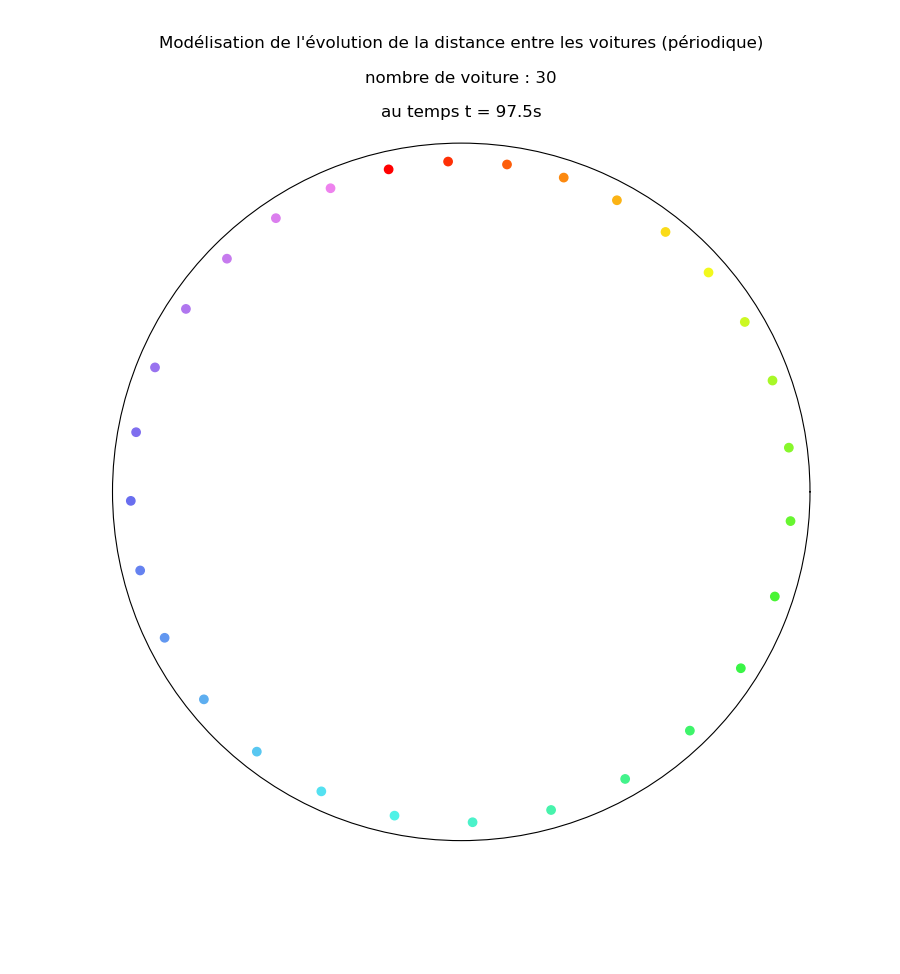 Modélisation de l'évolution de la distance entre les voitures (périodique)
nombre de voiture : 30
au temps t = 97.5s